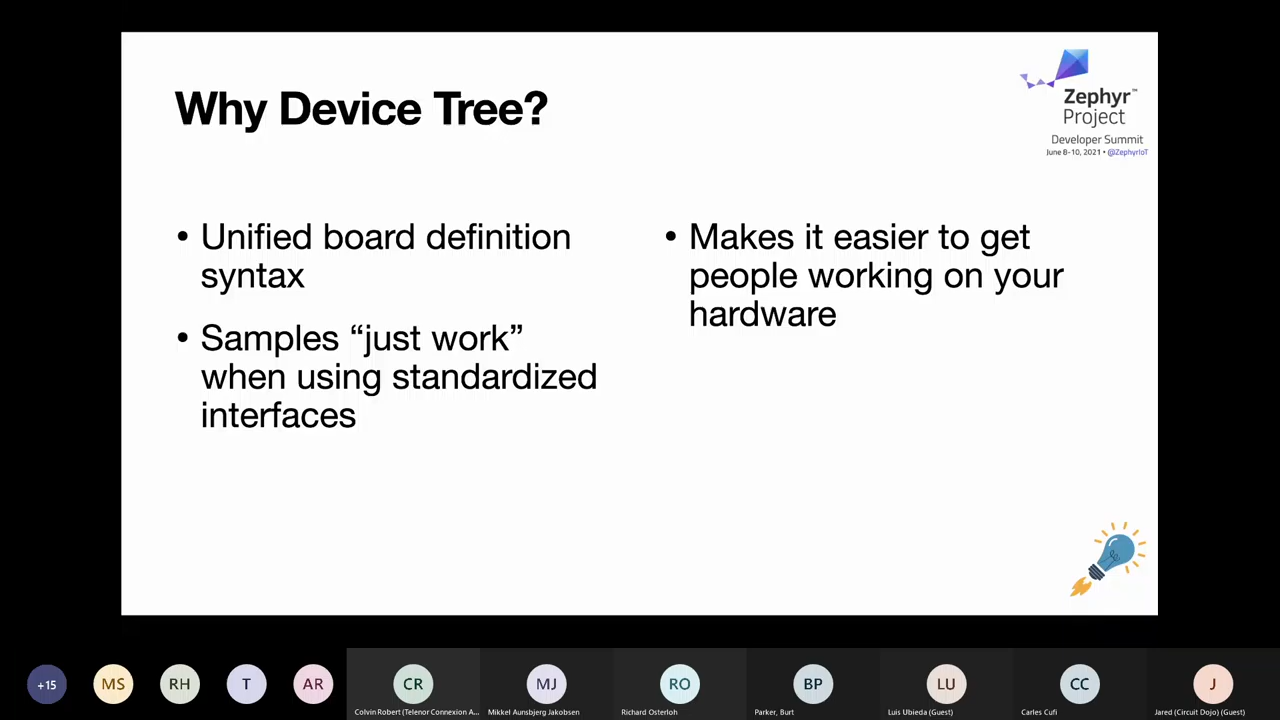 Why Device Tree?
Zephyr™
Project
Developer Summit
June 8-10, 2021 • @ZephyrIoT
• Unified board definition
syntax
• Samples “just work”
when using standardized
interfaces
• Makes it easier to get
people working on your
hardware
+15
MS
RH
T
AR
CR
MJ
RO
BP
LU
CC
J
Colvin Robert (Telenor Connexion A...
Mikkel Aunsbjerg Jakobsen
Richard Osterloh
Parker, Burt
Luis Ubieda (Guest)
Carles Cufi
Jared (Circuit Dojo) (Guest)